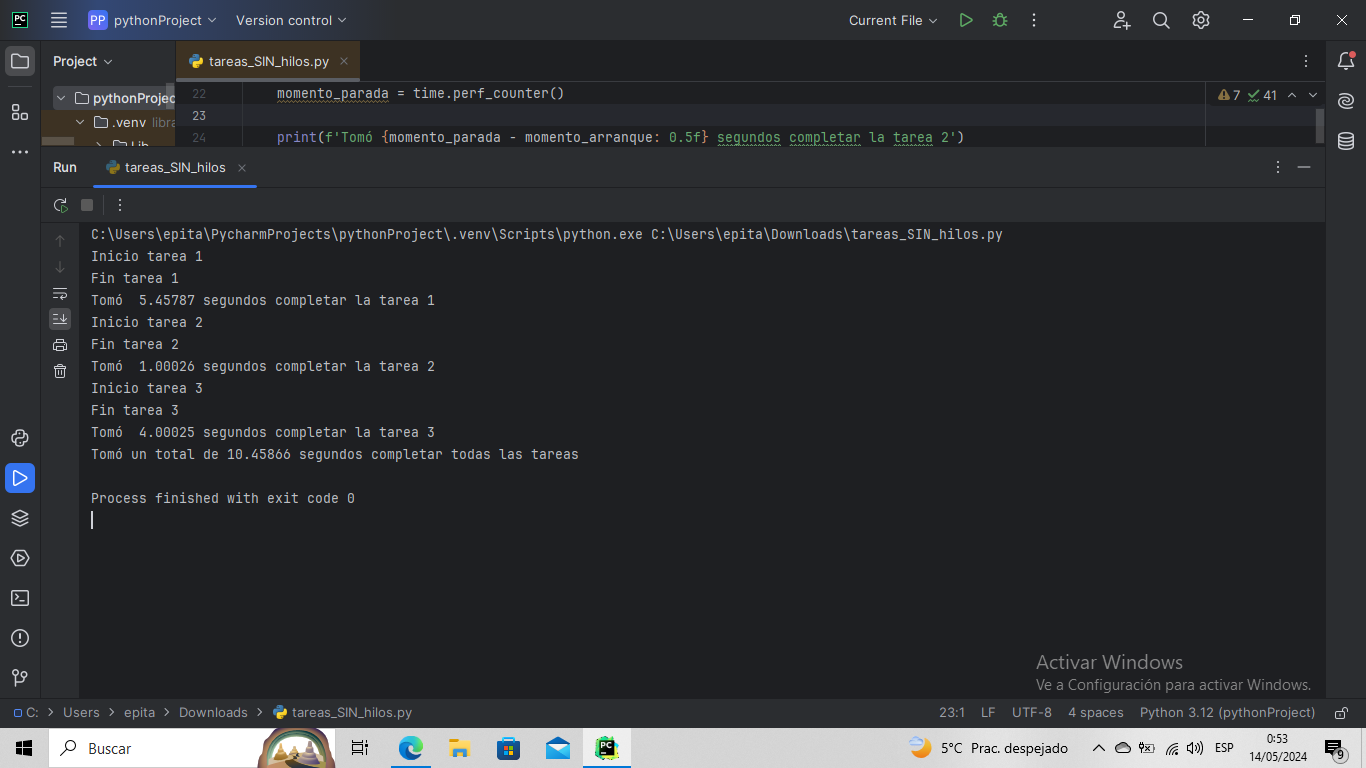 PC
PP pythonProject Version control Current File
Project
tareas_SIN_hilos.py
pythonProjec
.venv libra
Lib
22 momento_parada = time.perf_counter()
7 41
23
24 print(f'Tomó {momento_parada - momento_arranque: 0.5f} segundos completar la tarea 2')
Run tareas_SIN_hilos
C:\Users\epita\PycharmProjects\pythonProject\.venv\Scripts\python.exe C:\Users\epita\Downloads\tareas_SIN_hilos.py
Inicio tarea 1
Fin tarea 1
Tomó  5.45787 segundos completar la tarea 1
Inicio tarea 2
Fin tarea 2
Tomó  1.00026 segundos completar la tarea 2
Inicio tarea 3
Fin tarea 3
Tomó  4.00025 segundos completar la tarea 3
Tomó un total de 10.45866 segundos completar todas las tareas
Process finished with exit code 0
Activar Windows
Ve a Configuración para activar Windows.
C: > Users > epita > Downloads > tareas_SIN_hilos.py
23:1 LF UTF-8 4 spaces Python 3.12 (pythonProject)
Buscar
PC
5°C Prac. despejado
ESP
0:53
14/05/2024
9